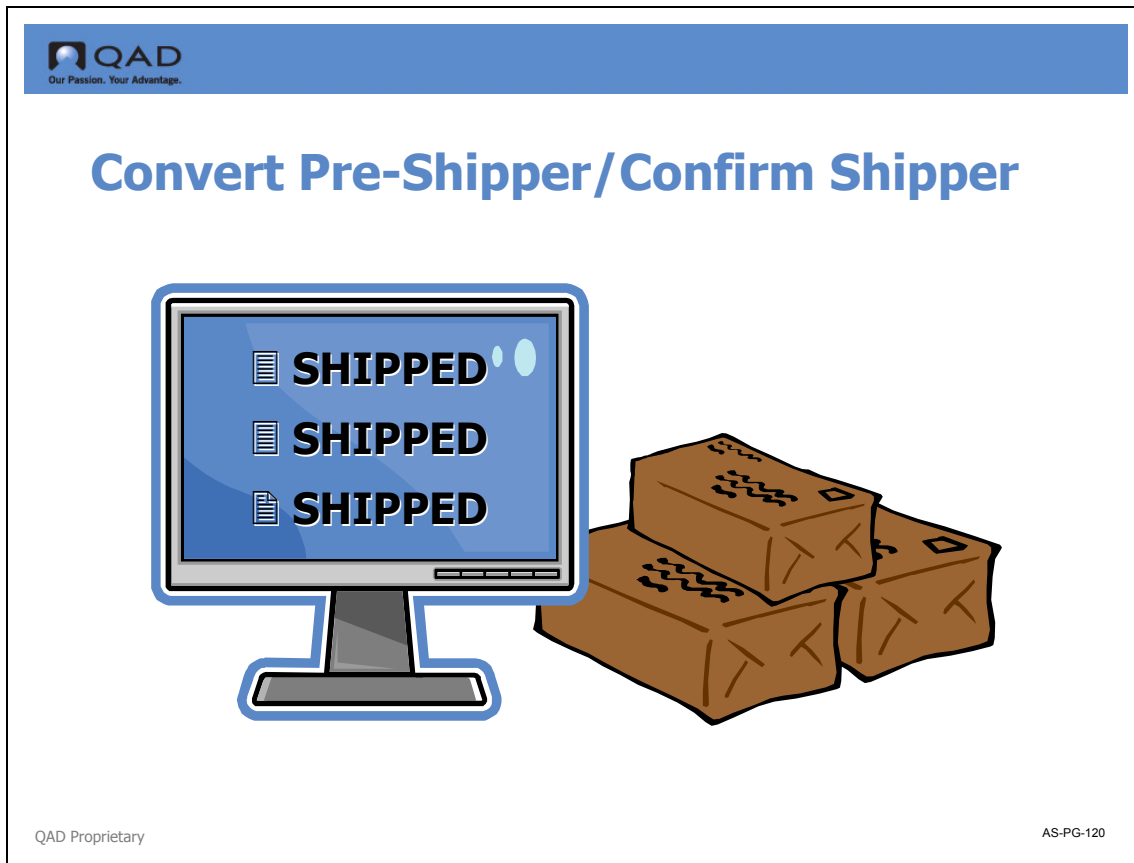 QAD
Our Passion. Your Advantage.
Convert Pre-Shipper/Confirm Shipper
SHIPPED
SHIPPED
SHIPPED
QAD Proprietary
AS-PG-120